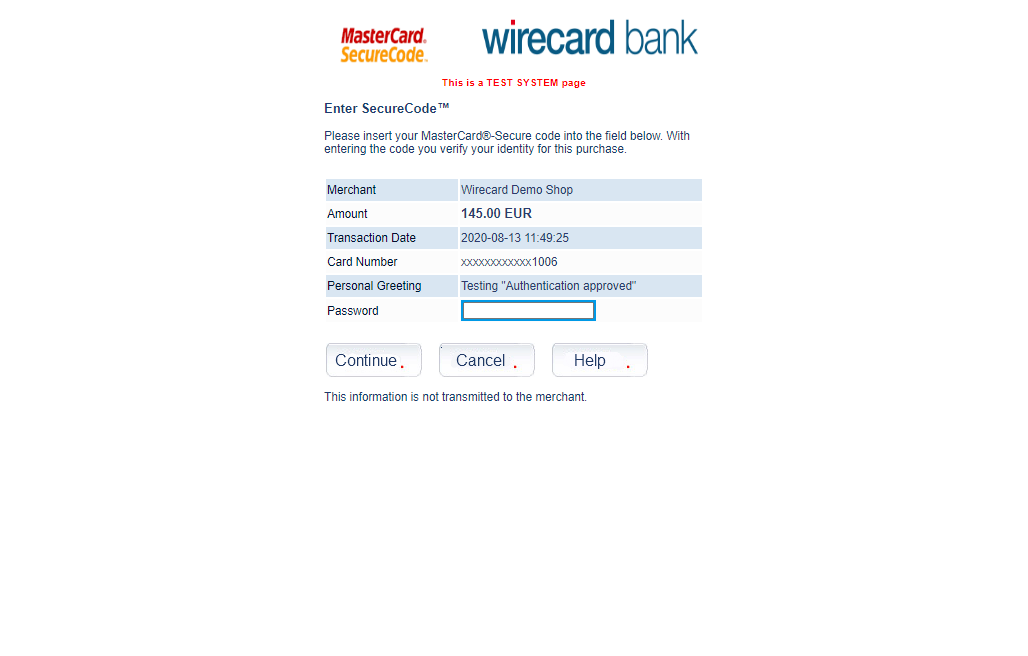 MasterCard.
SecureCode.
wirecard bank
This is a TEST SYSTEM page
Enter SecureCode™
Please insert your MasterCard®-Secure code into the field below. With
entering the code you verify your identity for this purchase.
Merchant Wirecard Demo Shop
Amount 145.00 EUR
Transaction Date 2020-08-13 11:49:25
Card Number xxxxxxxxxxxx1006
Personal Greeting Testing "Authentication approved"
Password
Continue. Cancel. Help.
This information is not transmitted to the merchant.